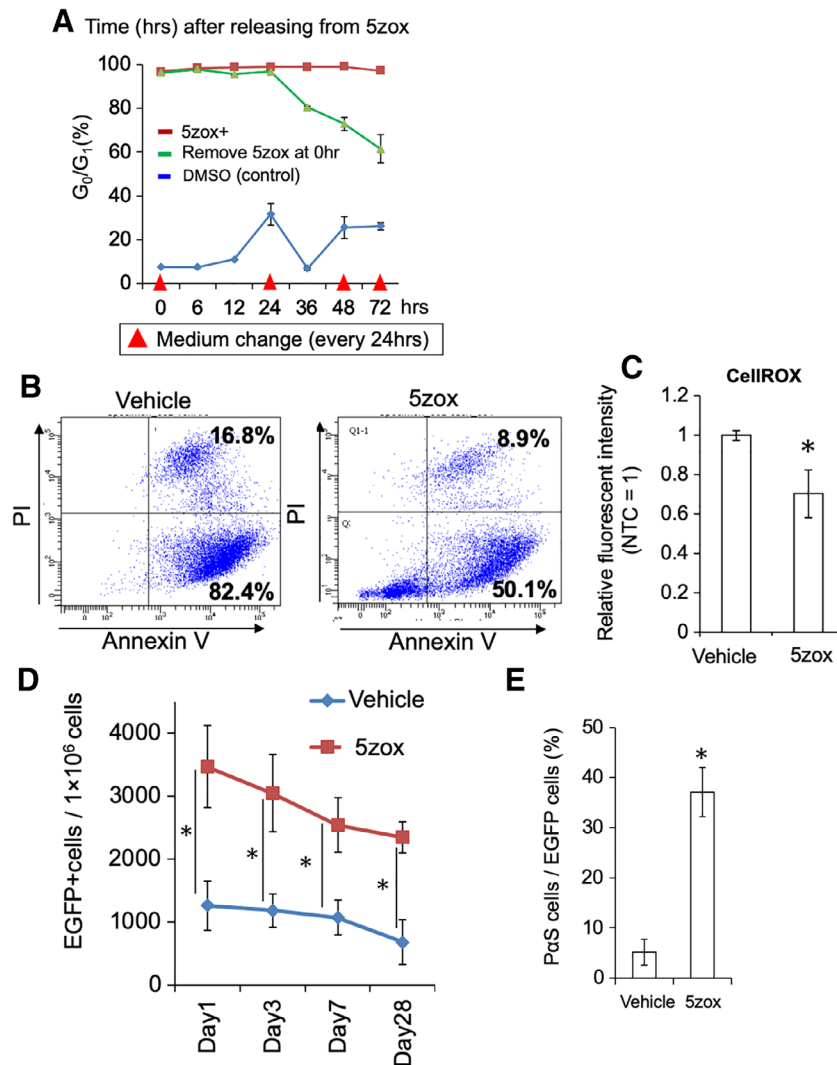 A Time (hrs) after releasing from 5zox
G0/G1(%)
100
80
60
40
20
0
5zox+
Remove 5zox at 0hr
DMSO (control)
0 6 12 24 36 48 72 hrs
Medium change (every 24hrs)
B
Vehicle
16.8%
82.4%
PI
Annexin V
5zox
Q1-1
8.9%
50.1%
PI
Annexin V
C
CellROX
Relative fluorescent intensity
(NTC = 1)
1.2
1
0.8
0.6
0.4
0.2
0
*
Vehicle 5zox
D
EGFP+cells / 1×10⁶ cells
4000
3000
2000
1000
0
Vehicle
5zox
* * * *
Day1 Day3 Day7 Day28
E
PαS cells / EGFP cells (%)
50
40
30
20
10
0
*
Vehicle 5zox